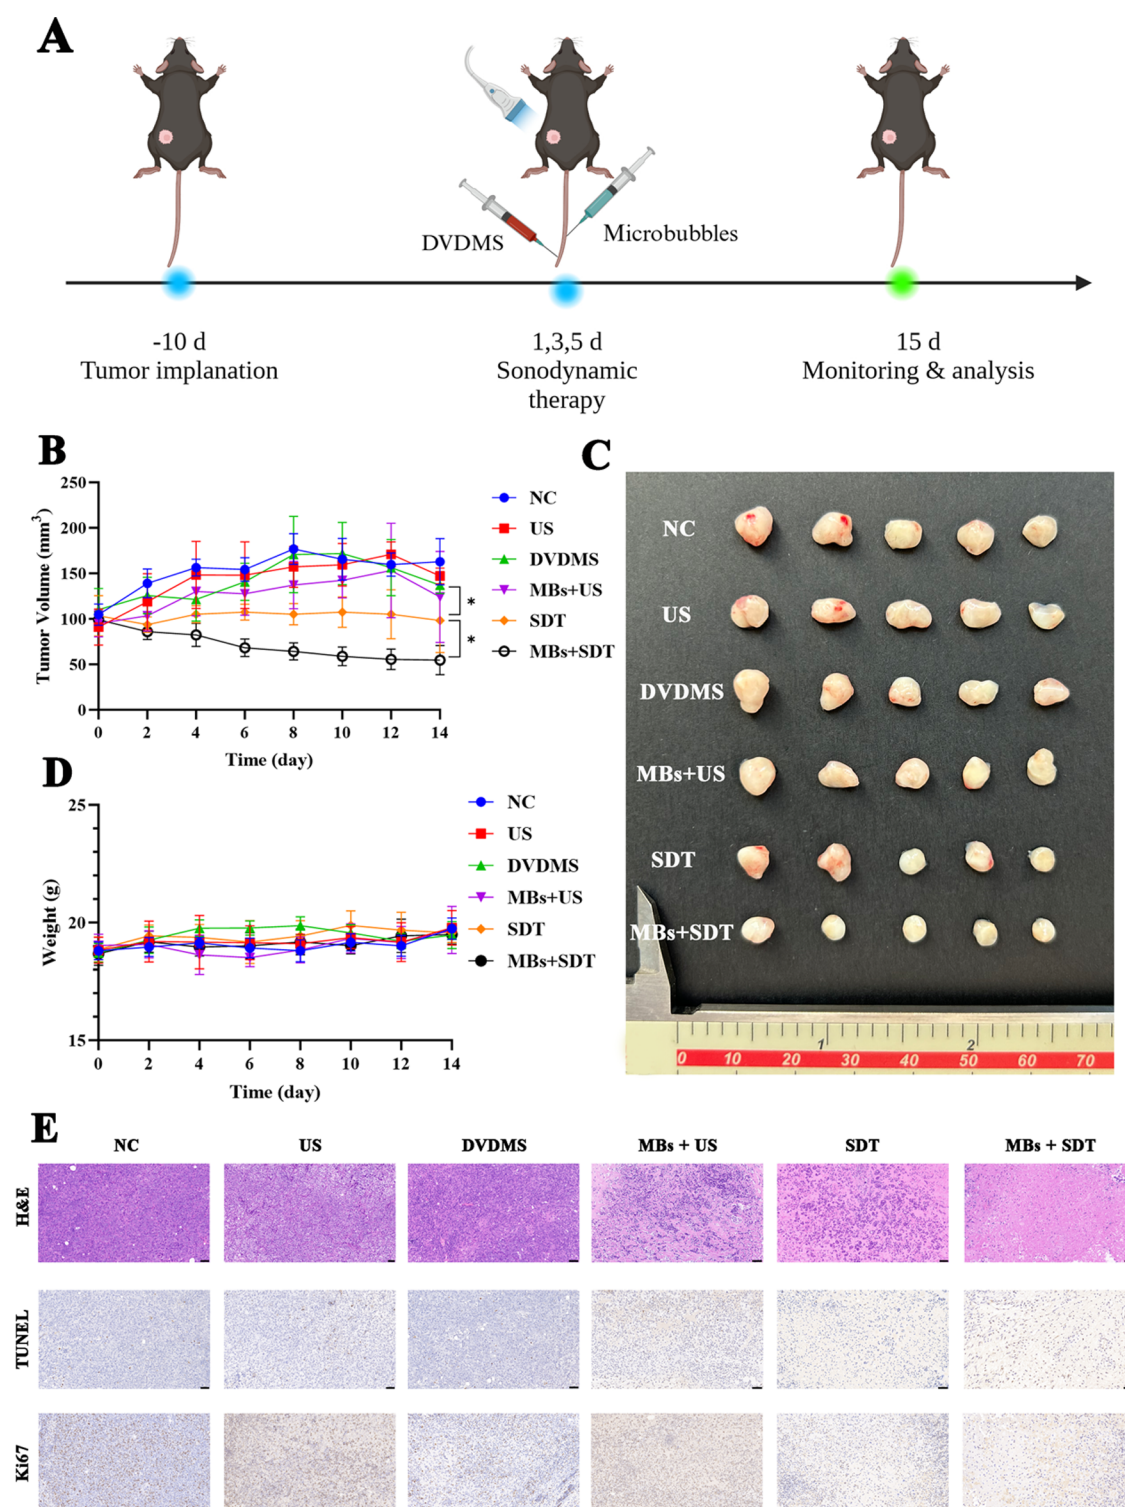 A
DVDMS
Microbubbles
-10 d
Tumor implanation
1,3,5 d
Sonodynamic
therapy
15 d
Monitoring & analysis
B
Tumor Volume (mm3)
250
200
150
100
50
0
0 2 4 6 8 10 12 14
Time (day)
NC
US
DVDMS
MBs+US
SDT
MBs+SDT
*
*
C
NC
US
DVDMS
MBs+US
SDT
MBs+SDT
1 2
0 10 20 30 40 50 60 70
D
Weight (g)
25
20
15
0 2 4 6 8 10 12 14
Time (day)
NC
US
DVDMS
MBs+US
SDT
MBs+SDT
E
NC US DVDMS MBs + US SDT MBs + SDT
H&E
TUNEL
Ki67